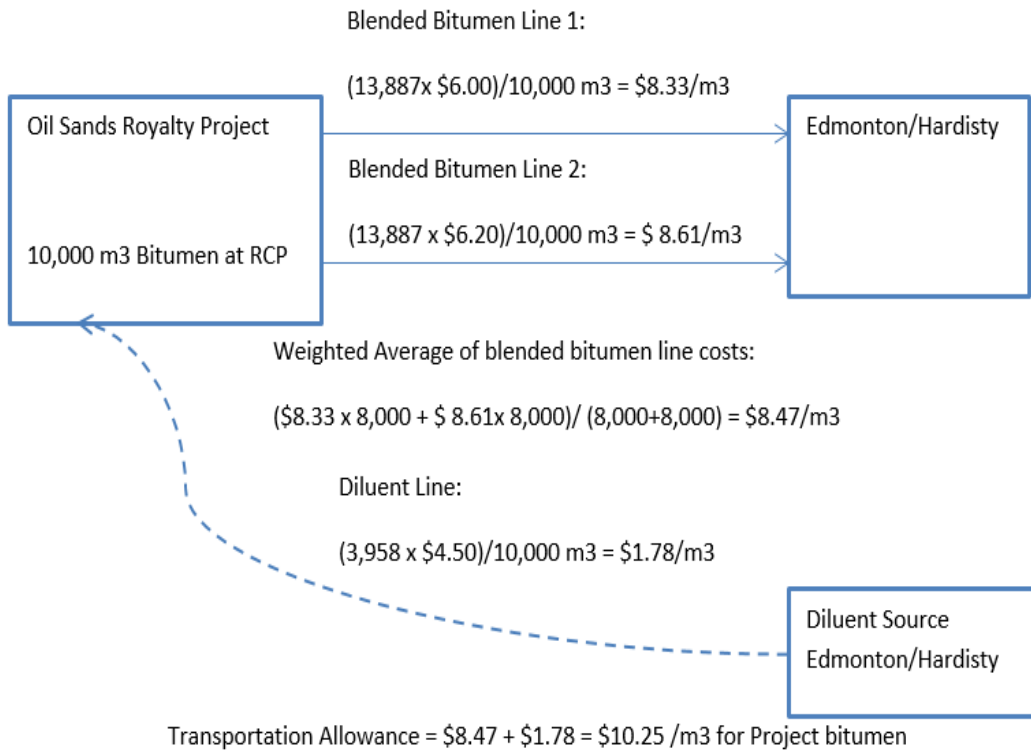 Blended Bitumen Line 1:
(13,887x $6.00)/10,000 m3 = $8.33/m3
Oil Sands Royalty Project
Edmonton/Hardisty
Blended Bitumen Line 2:
(13,887 x $6.20)/10,000 m3 = $ 8.61/m3
10,000 m3 Bitumen at RCP
Weighted Average of blended bitumen line costs:
($8.33 x 8,000 + $ 8.61x 8,000)/ (8,000+8,000) = $8.47/m3
Diluent Line:
(3,958 x $4.50)/10,000 m3 = $1.78/m3
Diluent Source
Edmonton/Hardisty
Transportation Allowance = $8.47 + $1.78 = $10.25 /m3 for Project bitumen